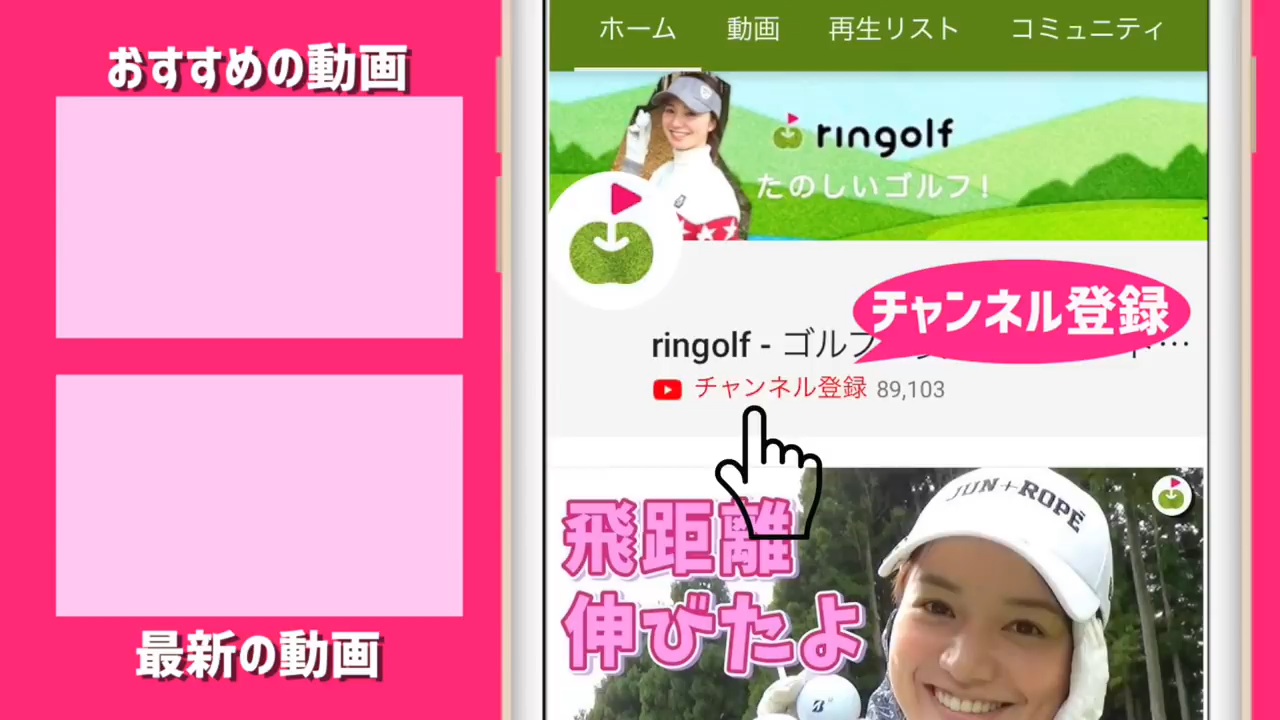 おすすめの動画
最新の動画
ホーム 動画 再生リスト コミュニティ
ringolf
たのしいゴルフ!
チャンネル登録
ringolf - ゴルフ
チャンネル登録 89,103
JUN+ROPÉ
飛距離
伸びたよ